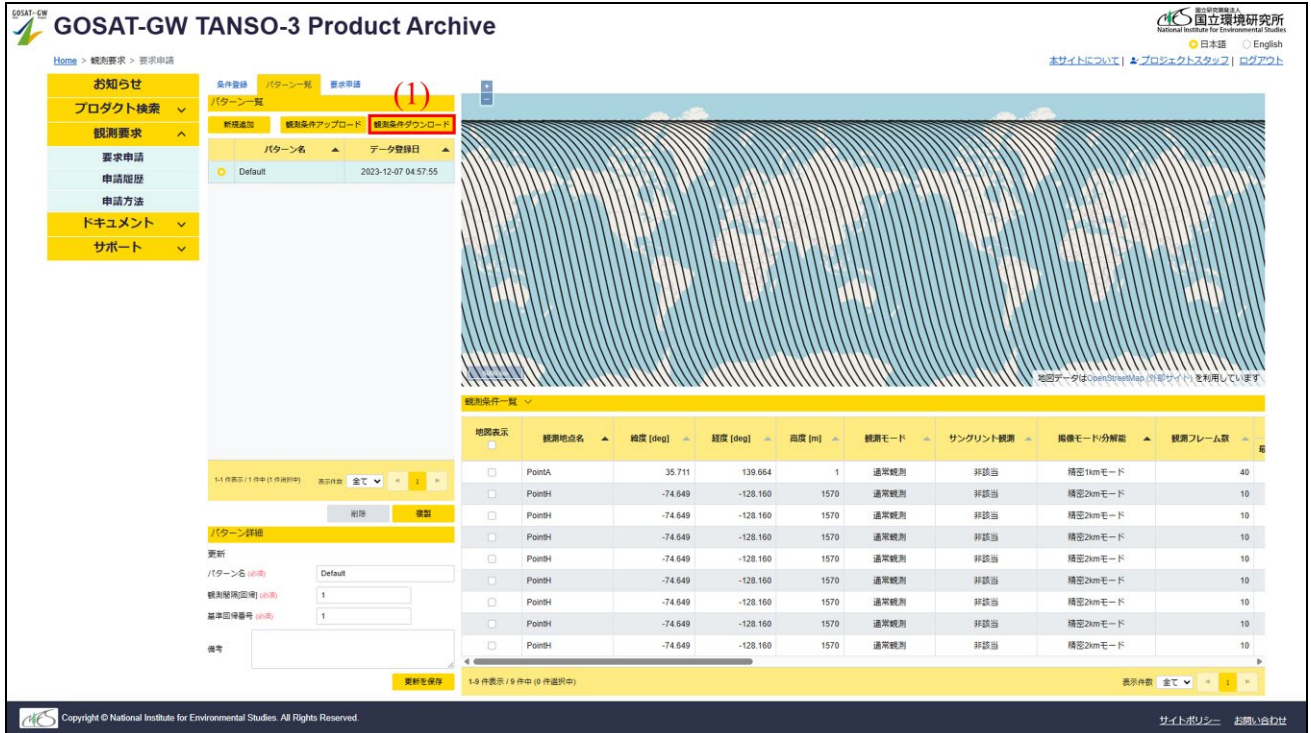 GOSAT-GW
GOSAT-GW TANSO-3 Product Archive
国立研究開発法人
国立環境研究所
National Institute for Environmental Studies
日本語 English
Home > 観測要求 > 要求申請
本サイトについて | プロジェクトスタッフ | ログアウト
お知らせ
プロダクト検索
観測要求
要求申請
申請履歴
申請方法
ドキュメント
サポート
条件登録 パターン一覧 要求申請
(1)
パターン一覧
新規追加 観測条件アップロード 観測条件ダウンロード
パターン名 ▲ データ登録日 ▲
Default 2023-12-07 04:57:55
1-1 件表示 / 1 件中 (1 件選択中) 表示件数 全て « 1 »
削除 複製
パターン詳細
更新
パターン名 (必須) Default
観測間隔[回帰] (必須) 1
基準回帰番号 (必須) 1
備考
更新を保存
+
−
地図データはOpenStreetMap (外部サイト) を利用しています
観測条件一覧
地図表示 観測地点名 ▲ 緯度 [deg] ▲ 経度 [deg] ▲ 高度 [m] ▲ 観測モード ▲ サングリント観測 ▲ 撮像モード/分解能 ▲ 観測フレーム数 ▲
PointA 35.711 139.664 1 通常観測 非該当 精密1kmモード 40
PointH -74.649 -128.160 1570 通常観測 非該当 精密2kmモード 10
PointH -74.649 -128.160 1570 通常観測 非該当 精密2kmモード 10
PointH -74.649 -128.160 1570 通常観測 非該当 精密2kmモード 10
PointH -74.649 -128.160 1570 通常観測 非該当 精密2kmモード 10
PointH -74.649 -128.160 1570 通常観測 非該当 精密2kmモード 10
PointH -74.649 -128.160 1570 通常観測 非該当 精密2kmモード 10
PointH -74.649 -128.160 1570 通常観測 非該当 精密2kmモード 10
PointH -74.649 -128.160 1570 通常観測 非該当 精密2kmモード 10
1-9 件表示 / 9 件中 (0 件選択中) 表示件数 全て « 1 »
Copyright © National Institute for Environmental Studies. All Rights Reserved.
サイトポリシー お問い合わせ